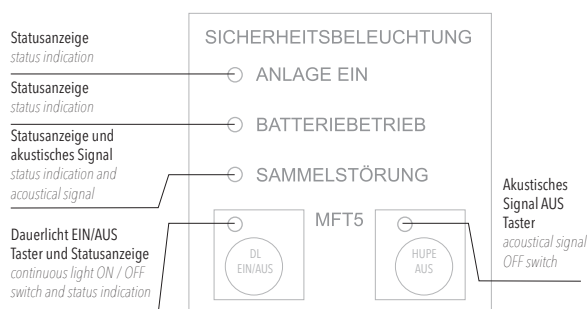 Statusanzeige
status indication
Statusanzeige
status indication
Statusanzeige und
akustisches Signal
status indication and
acoustical signal
Dauerlicht EIN/AUS
Taster und Statusanzeige
continuous light ON / OFF
switch and status indication
SICHERHEITSBELEUCHTUNG
ANLAGE EIN
BATTERIEBETRIEB
SAMMELSTÖRUNG
MFT5
DL
EIN/AUS
HUPE
AUS
Akustisches
Signal AUS
Taster
acoustical signal
OFF switch